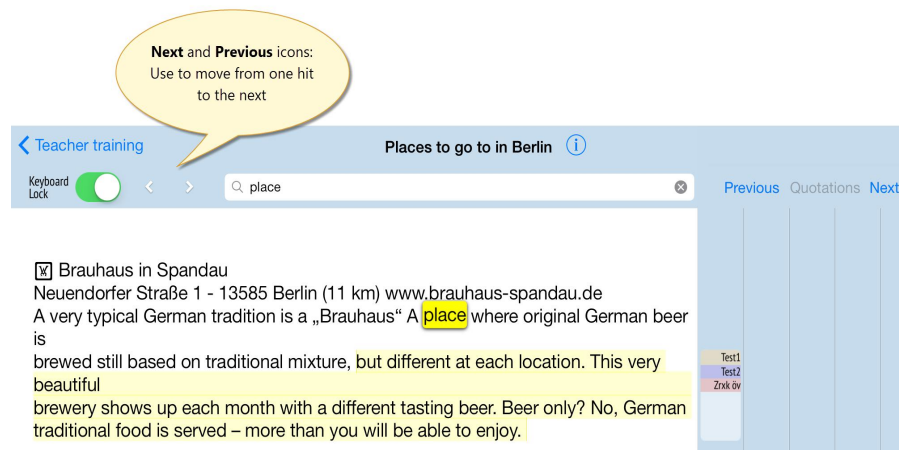 Next and Previous icons:
Use to move from one hit
to the next
Teacher training
Places to go to in Berlin
Keyboard
Lock
place
Previous Quotations Next
Brauhaus in Spandau
Neuendorfer Straße 1 - 13585 Berlin (11 km) www.brauhaus-spandau.de
A very typical German tradition is a „Brauhaus“ A place where original German beer
is
brewed still based on traditional mixture, but different at each location. This very
beautiful
brewery shows up each month with a different tasting beer. Beer only? No, German
traditional food is served – more than you will be able to enjoy.
Test1
Test2
Zrxk öv